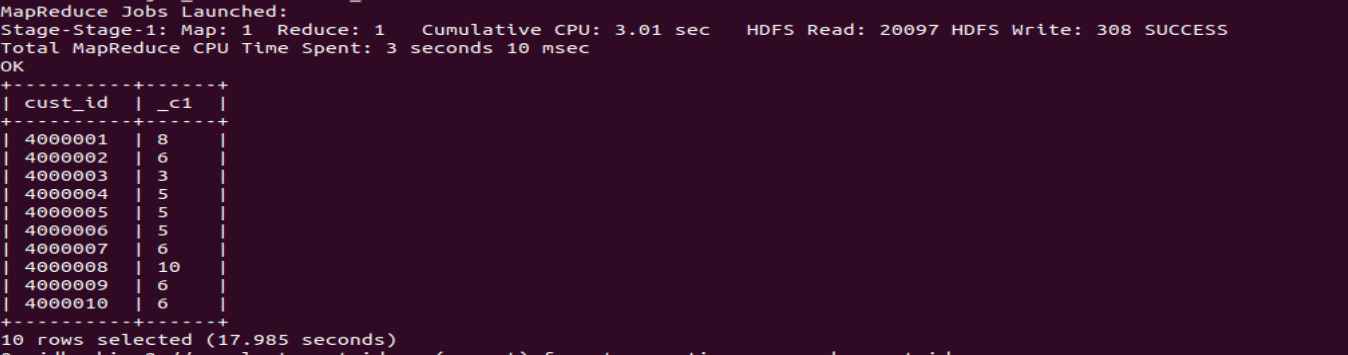 MapReduce Jobs Launched:
Stage-Stage-1: Map: 1  Reduce: 1   Cumulative CPU: 3.01 sec   HDFS Read: 20097 HDFS Write: 308 SUCCESS
Total MapReduce CPU Time Spent: 3 seconds 10 msec
OK
+----------+------+
| cust_id  | _c1  |
+----------+------+
| 4000001  | 8    |
| 4000002  | 6    |
| 4000003  | 3    |
| 4000004  | 5    |
| 4000005  | 5    |
| 4000006  | 5    |
| 4000007  | 6    |
| 4000008  | 10   |
| 4000009  | 6    |
| 4000010  | 6    |
+----------+------+
10 rows selected (17.985 seconds)